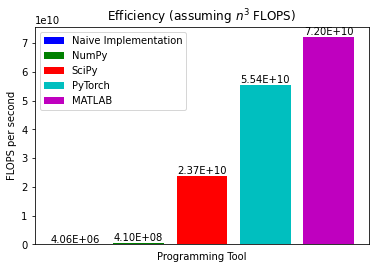 Efficiency (assuming n³ FLOPS)
1e10
Naive Implementation
NumPy
SciPy
PyTorch
MATLAB
7.20E+10
5.54E+10
2.37E+10
4.06E+06
4.10E+08
7
6
5
4
3
2
1
0
FLOPS per second
Programming Tool